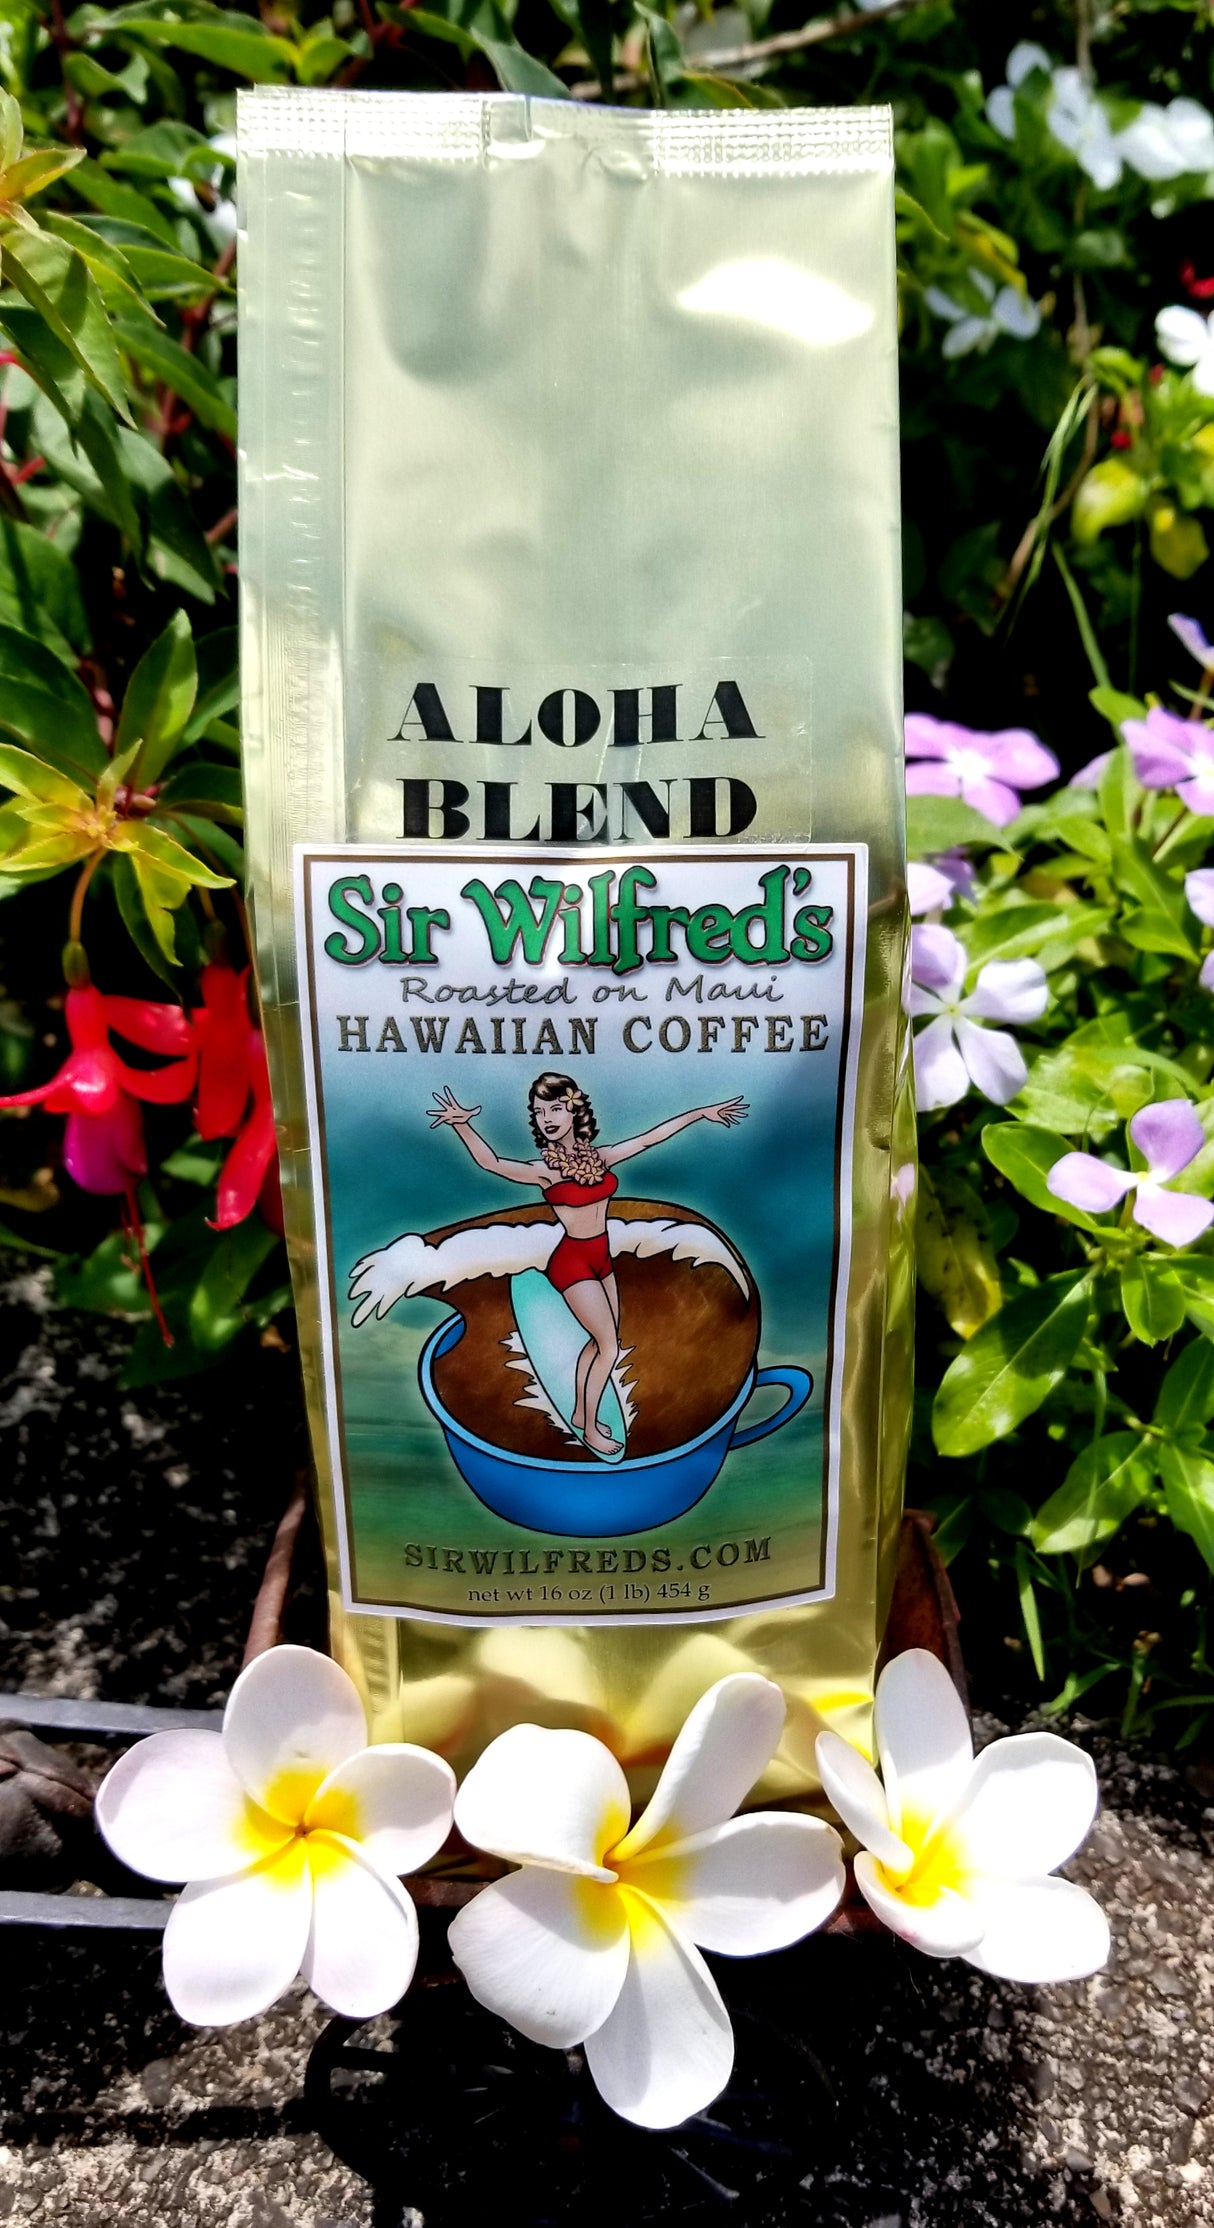 ALOHA
BLEND
Sir Wilfred's
Roasted on Maui
HAWAIIAN COFFEE
SIRWILFREDS.COM
net wt 16 oz (1 lb) 454 g